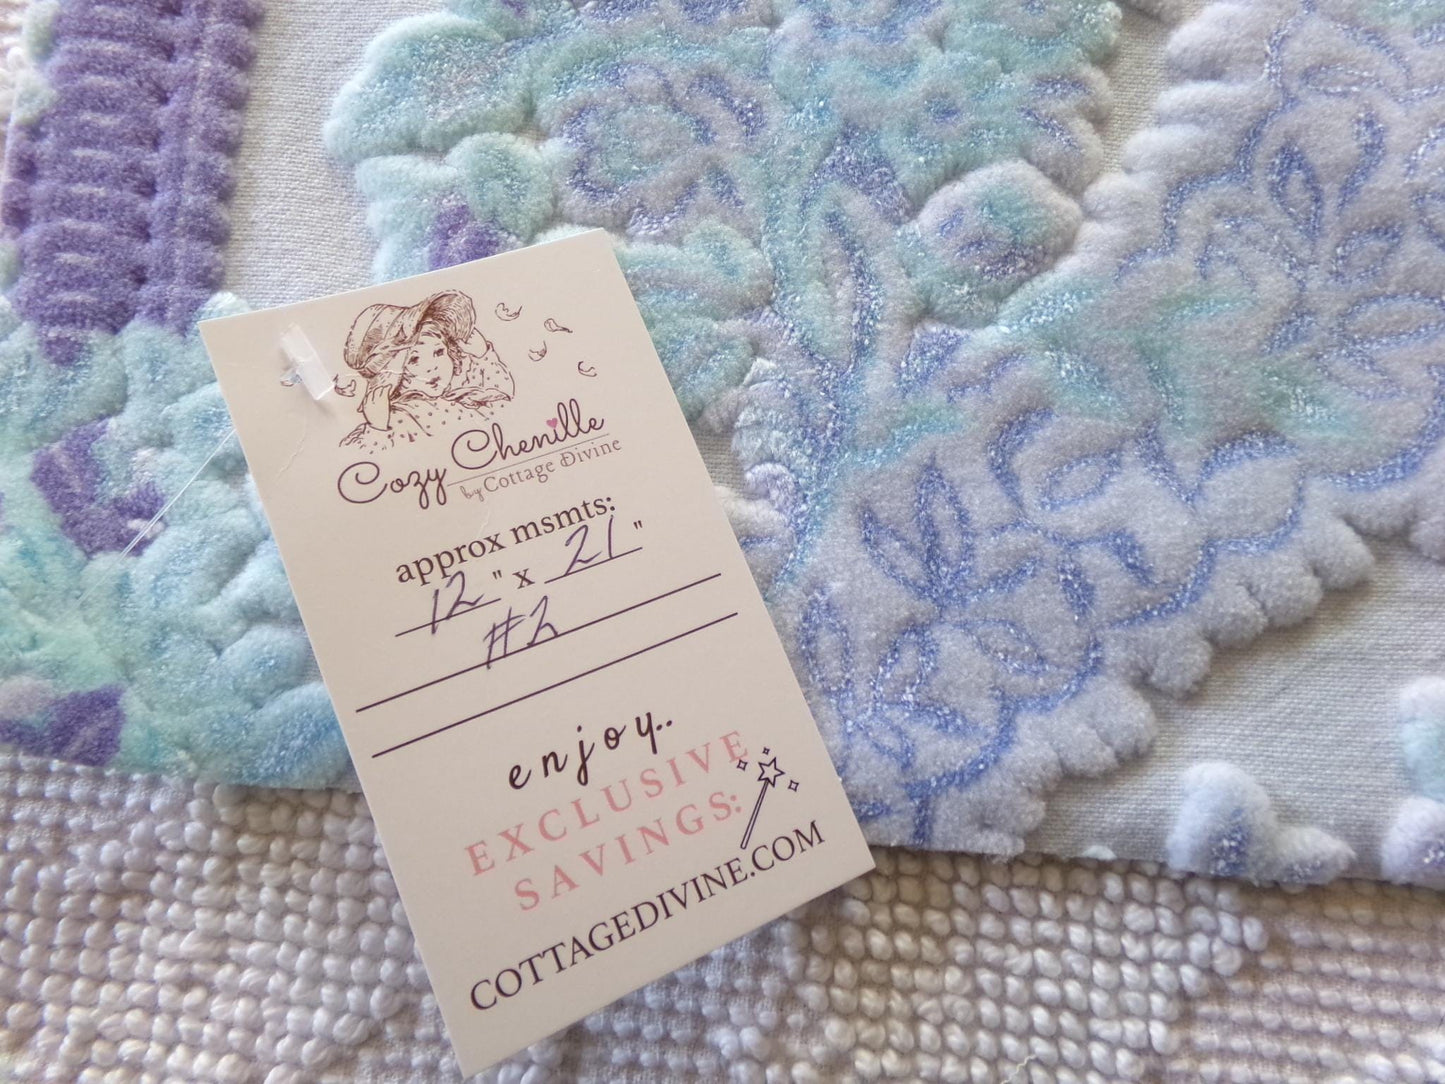 Cozy Chenille
by Cottage Divine
approx msmts:
12 " x 21 "
#2
enjoy..
EXCLUSIVE
SAVINGS:
COTTAGEDIVINE.COM